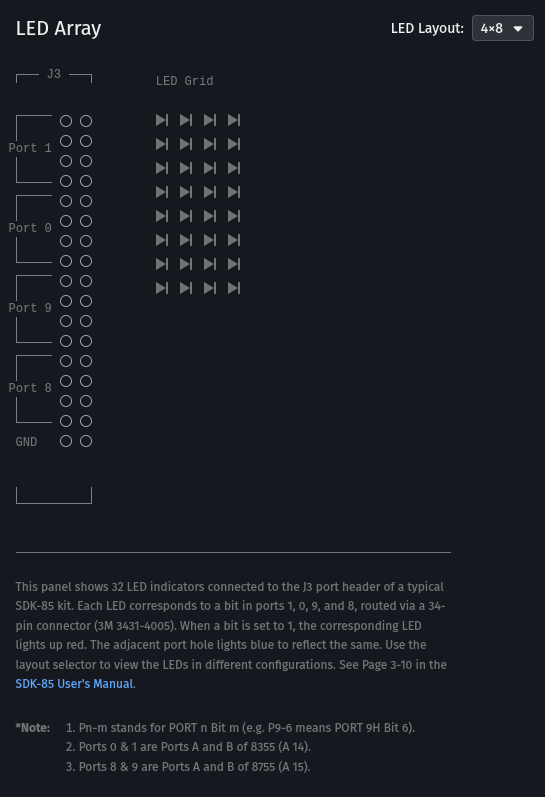 LED Array
LED Layout: 4×8
J3
LED Grid
Port 1
Port 0
Port 9
Port 8
GND
This panel shows 32 LED indicators connected to the J3 port header of a typical
SDK-85 kit. Each LED corresponds to a bit in ports 1, 0, 9, and 8, routed via a 34-
pin connector (3M 3431-4005). When a bit is set to 1, the corresponding LED
lights up red. The adjacent port hole lights blue to reflect the same. Use the
layout selector to view the LEDs in different configurations. See Page 3-10 in the
SDK-85 User's Manual.
*Note: 1. Pn-m stands for PORT n Bit m (e.g. P9-6 means PORT 9H Bit 6).
2. Ports 0 & 1 are Ports A and B of 8355 (A 14).
3. Ports 8 & 9 are Ports A and B of 8755 (A 15).